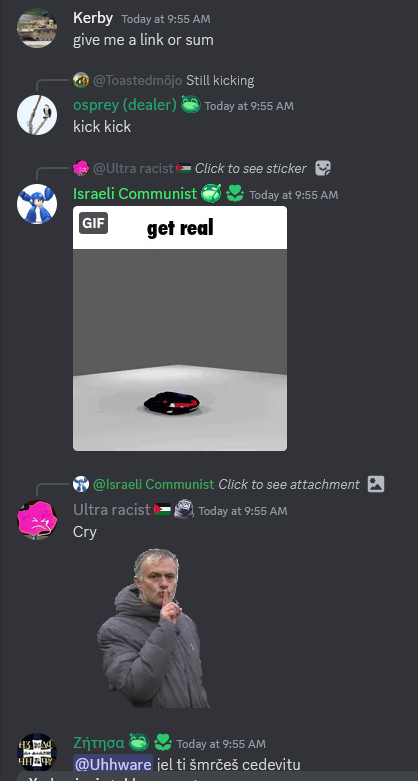 Kerby Today at 9:55 AM
give me a link or sum
@Toastedmōjo Still kicking
osprey (dealer) Today at 9:55 AM
kick kick
@Ultra racist Click to see sticker
Israeli Communist Today at 9:55 AM
GIF
get real
@Israeli Communist Click to see attachment
Ultra racist Today at 9:55 AM
Cry
Ζήτησα Today at 9:55 AM
@Uhhware jel ti šmrčeš cedevitu